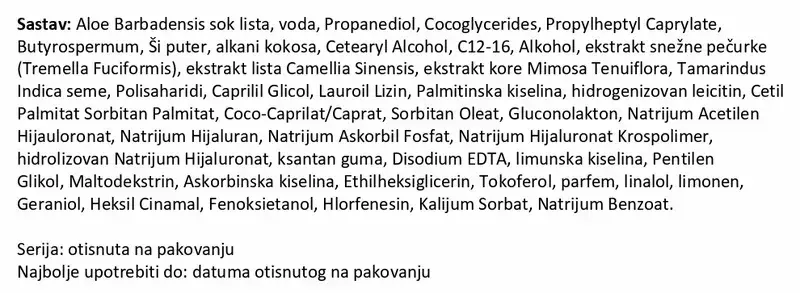 Sastav: Aloe Barbadensis sok lista, voda, Propanediol, Cocoglycerides, Propylheptyl Caprylate,
Butyrospermum, Ši puter, alkani kokosa, Cetearyl Alcohol, C12-16, Alkohol, ekstrakt snežne pečurke
(Tremella Fuciformis), ekstrakt lista Camellia Sinensis, ekstrakt kore Mimosa Tenuiflora, Tamarindus
Indica seme, Polisaharidi, Caprilil Glicol, Lauroil Lizin, Palmitinska kiselina, hidrogenizovan leicitin, Cetil
Palmitat Sorbitan Palmitat, Coco-Caprilat/Caprat, Sorbitan Oleat, Gluconolakton, Natrijum Acetilen
Hijauloronat, Natrijum Hijaluran, Natrijum Askorbil Fosfat, Natrijum Hijaluronat Krospolimer,
hidrolizovan Natrijum Hijaluronat, ksantan guma, Disodium EDTA, limunska kiselina, Pentilen
Glikol, Maltodekstrin, Askorbinska kiselina, Ethilheksiglicerin, Tokoferol, parfem, linalol, limonen,
Geraniol, Heksil Cinamal, Fenoksietanol, Hlorfenesin, Kalijum Sorbat, Natrijum Benzoat.
Serija: otisnuta na pakovanju
Najbolje upotrebiti do: datuma otisnutog na pakovanju